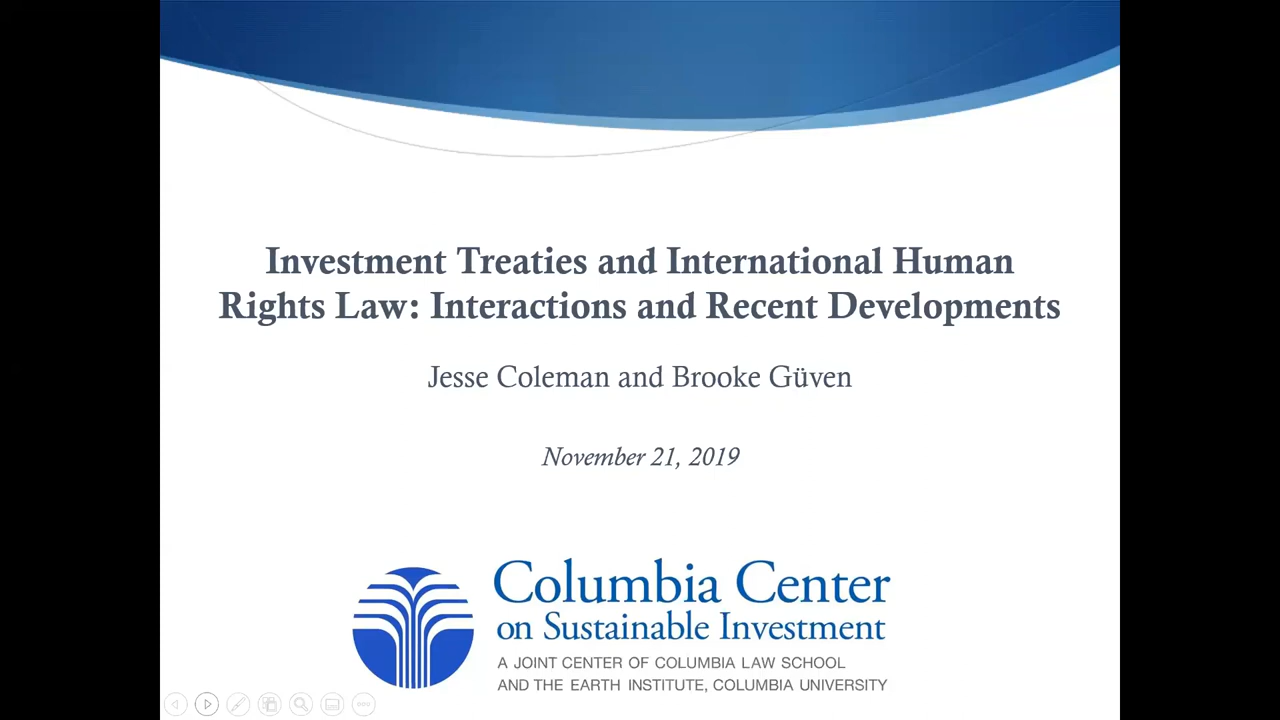 Investment Treaties and International Human
Rights Law: Interactions and Recent Developments
Jesse Coleman and Brooke Güven
November 21, 2019
Columbia Center
on Sustainable Investment
A JOINT CENTER OF COLUMBIA LAW SCHOOL
AND THE EARTH INSTITUTE, COLUMBIA UNIVERSITY